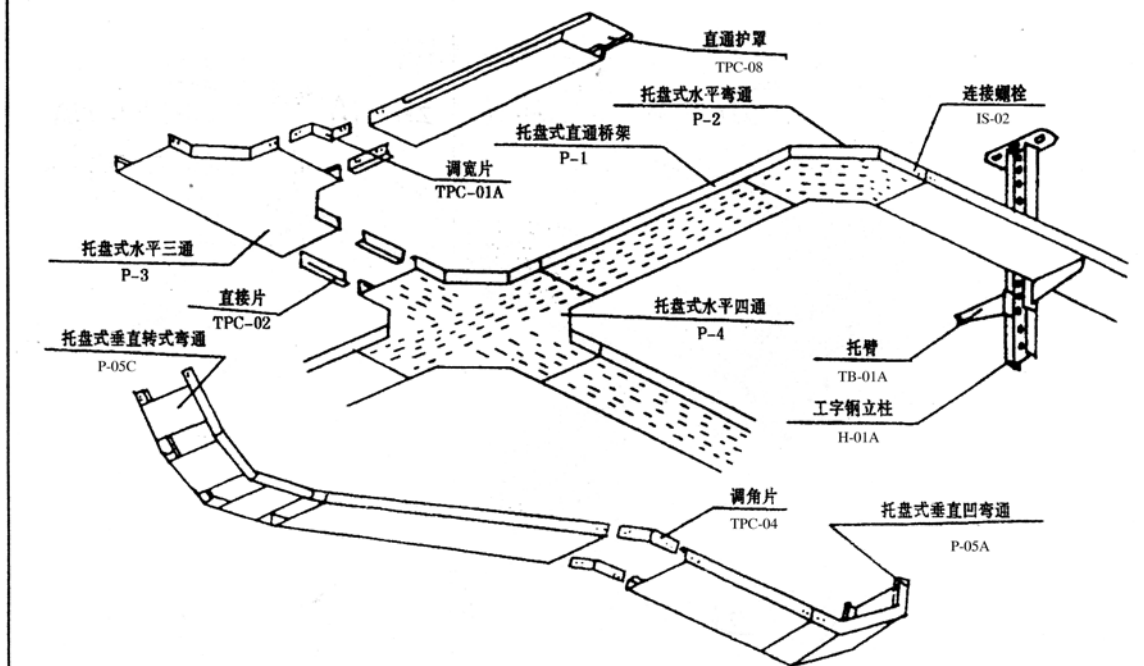 直通护罩
TPC-08
托盘式水平弯通
P-2
连接螺栓
IS-02
托盘式直通桥架
P-1
调宽片
TPC-01A
托盘式水平三通
P-3
直接片
TPC-02
托盘式水平四通
P-4
托盘式垂直转式弯通
P-05C
托臂
TB-01A
工字钢立柱
H-01A
调角片
TPC-04
托盘式垂直凹弯通
P-05A